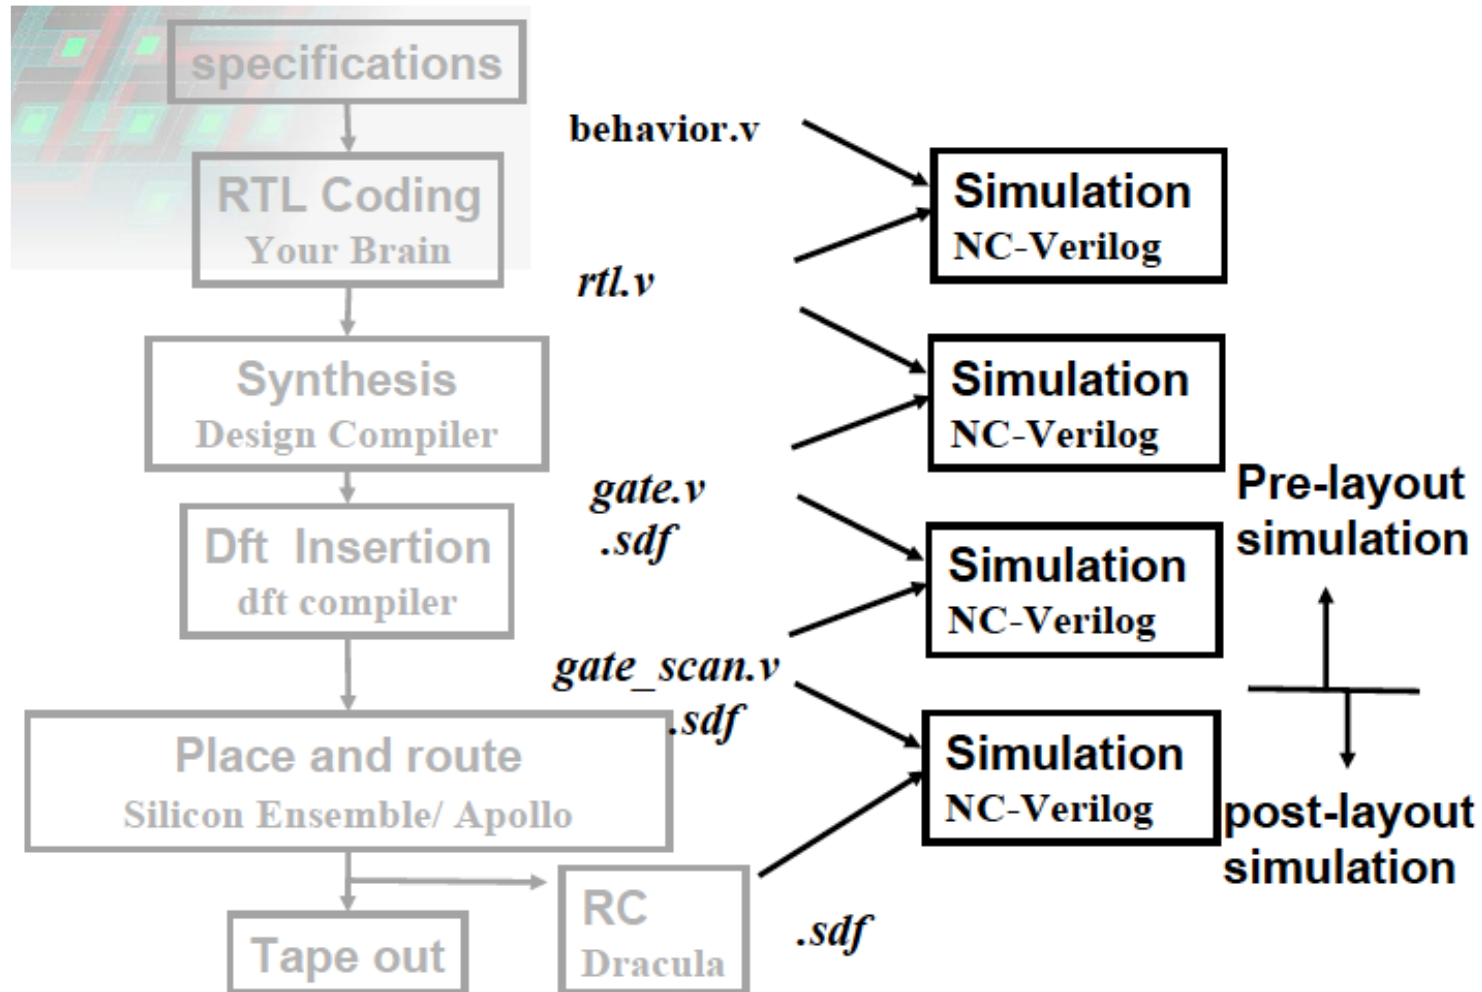 specifications
RTL Coding
Your Brain
Synthesis
Design Compiler
Dft Insertion
dft compiler
Place and route
Silicon Ensemble/ Apollo
Tape out
RC
Dracula
behavior.v
rtl.v
gate.v
.sdf
gate_scan.v
.sdf
.sdf
Simulation
NC-Verilog
Simulation
NC-Verilog
Simulation
NC-Verilog
Simulation
NC-Verilog
Pre-layout
simulation
post-layout
simulation